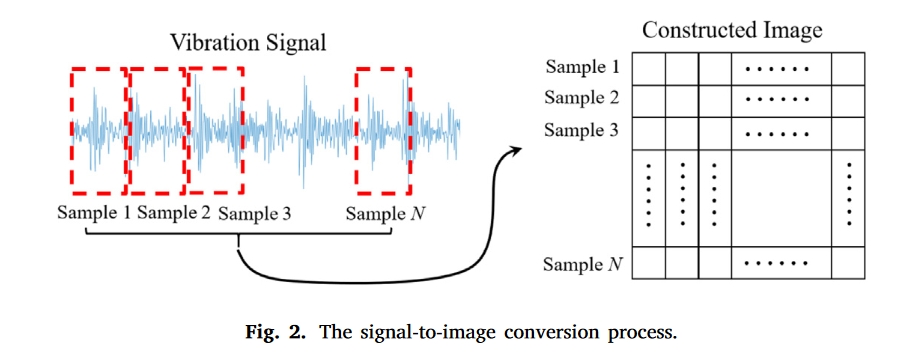 Vibration Signal
Sample 1 Sample 2 Sample 3 Sample N
Constructed Image
Sample 1
Sample 2
Sample 3
Sample N
Fig. 2. The signal-to-image conversion process.